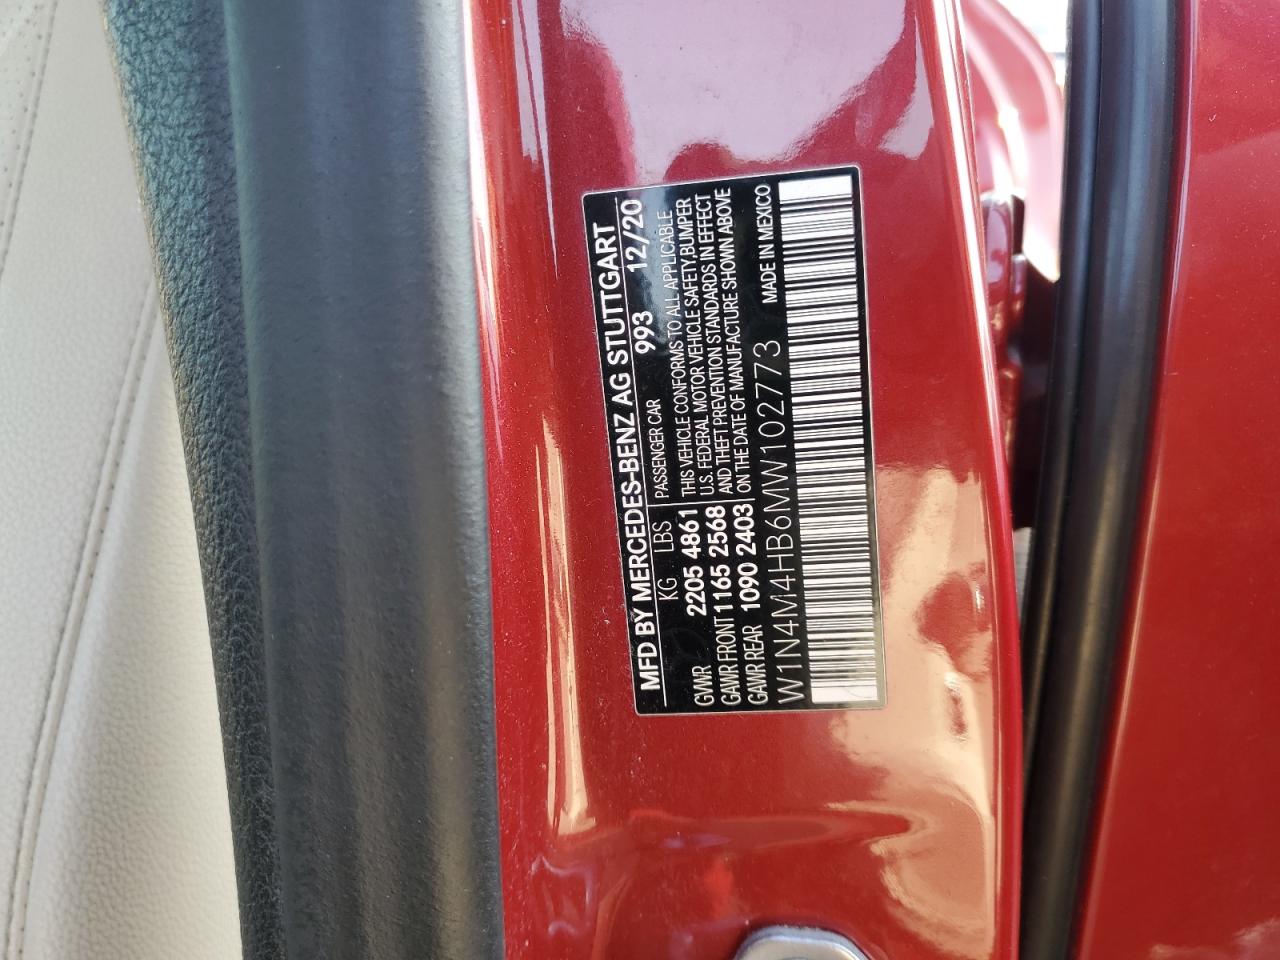 MFD BY MERCEDES-BENZ AG STUTTGART
KG LBS 993 12/20
PASSENGER CAR
GVWR 2205 4861
GAWR FRONT 1165 2568
GAWR REAR 1090 2403
THIS VEHICLE CONFORMS TO ALL APPLICABLE
U.S. FEDERAL MOTOR VEHICLE SAFETY,BUMPER
AND THEFT PREVENTION STANDARDS IN EFFECT
ON THE DATE OF MANUFACTURE SHOWN ABOVE
W1N4M4HB6MW102773 MADE IN MEXICO